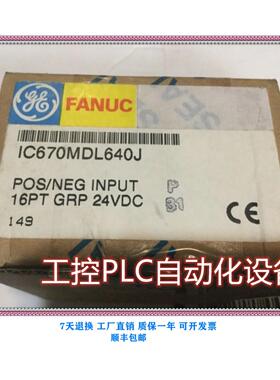 FANUC
IC670MDL640J
POS/NEG INPUT
16PT GRP 24VDC
149
P
31
CE
工控PLC自动化设备
7天退换 工厂直销 质保一年 可开发票
顺丰包邮